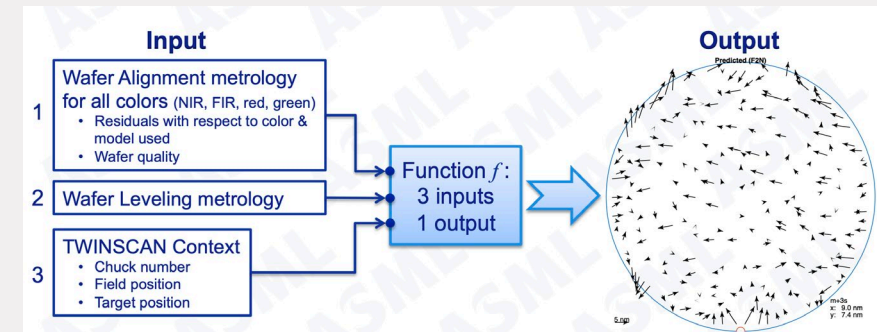 Input
Output
1
Wafer Alignment metrology
for all colors (NIR, FIR, red, green)
• Residuals with respect to color &
model used
• Wafer quality
2
Wafer Leveling metrology
3
TWINSCAN Context
• Chuck number
• Field position
• Target position
Function f :
3 inputs
1 output
Predicted (F2N)
5 nm
m+3s
x: 9.0 nm
y: 7.4 nm
ASML